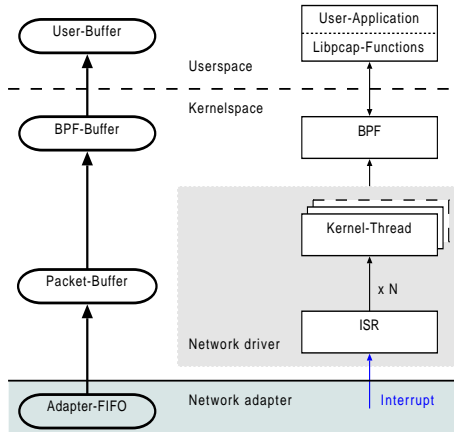 User-Buffer
User-Application
Libpcap-Functions
Userspace
Kernelspace
BPF-Buffer
BPF
Kernel-Thread
Packet-Buffer
x N
ISR
Network driver
Adapter-FIFO
Network adapter
Interrupt